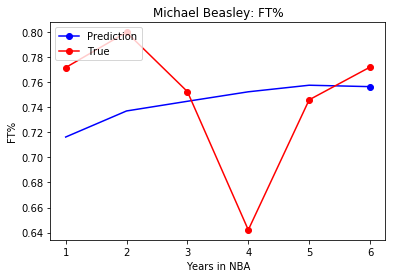 Michael Beasley: FT%
Prediction
True
FT%
0.80
0.78
0.76
0.74
0.72
0.70
0.68
0.66
0.64
1 2 3 4 5 6
Years in NBA